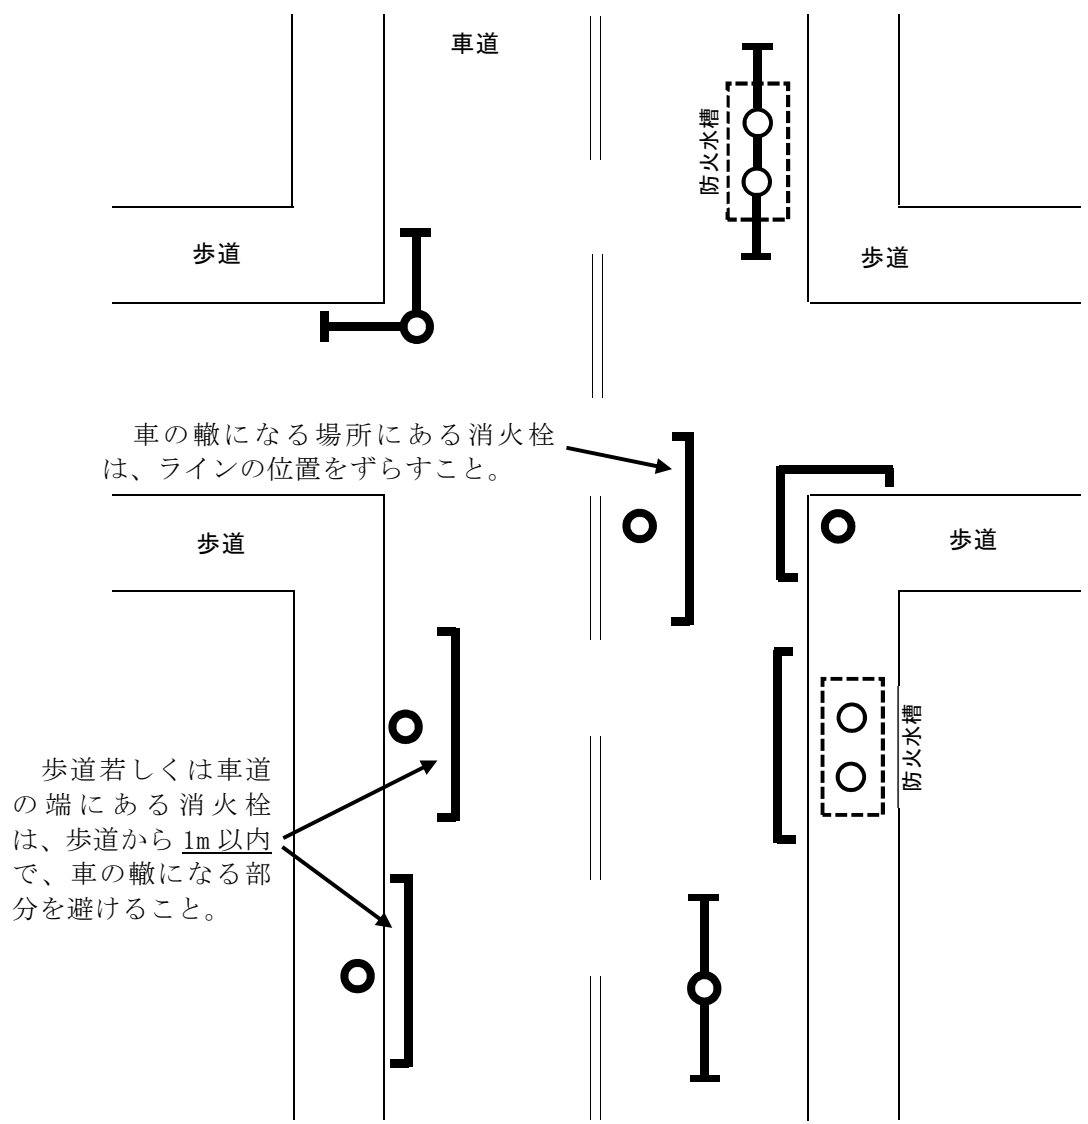 車道
防火水槽
歩道
歩道
車の轍になる場所にある消火栓
は、ラインの位置をずらすこと。
歩道
歩道
防火水槽
歩道若しくは車道
の端にある消火栓
は、歩道から 1m 以内
で、車の轍になる部
分を避けること。